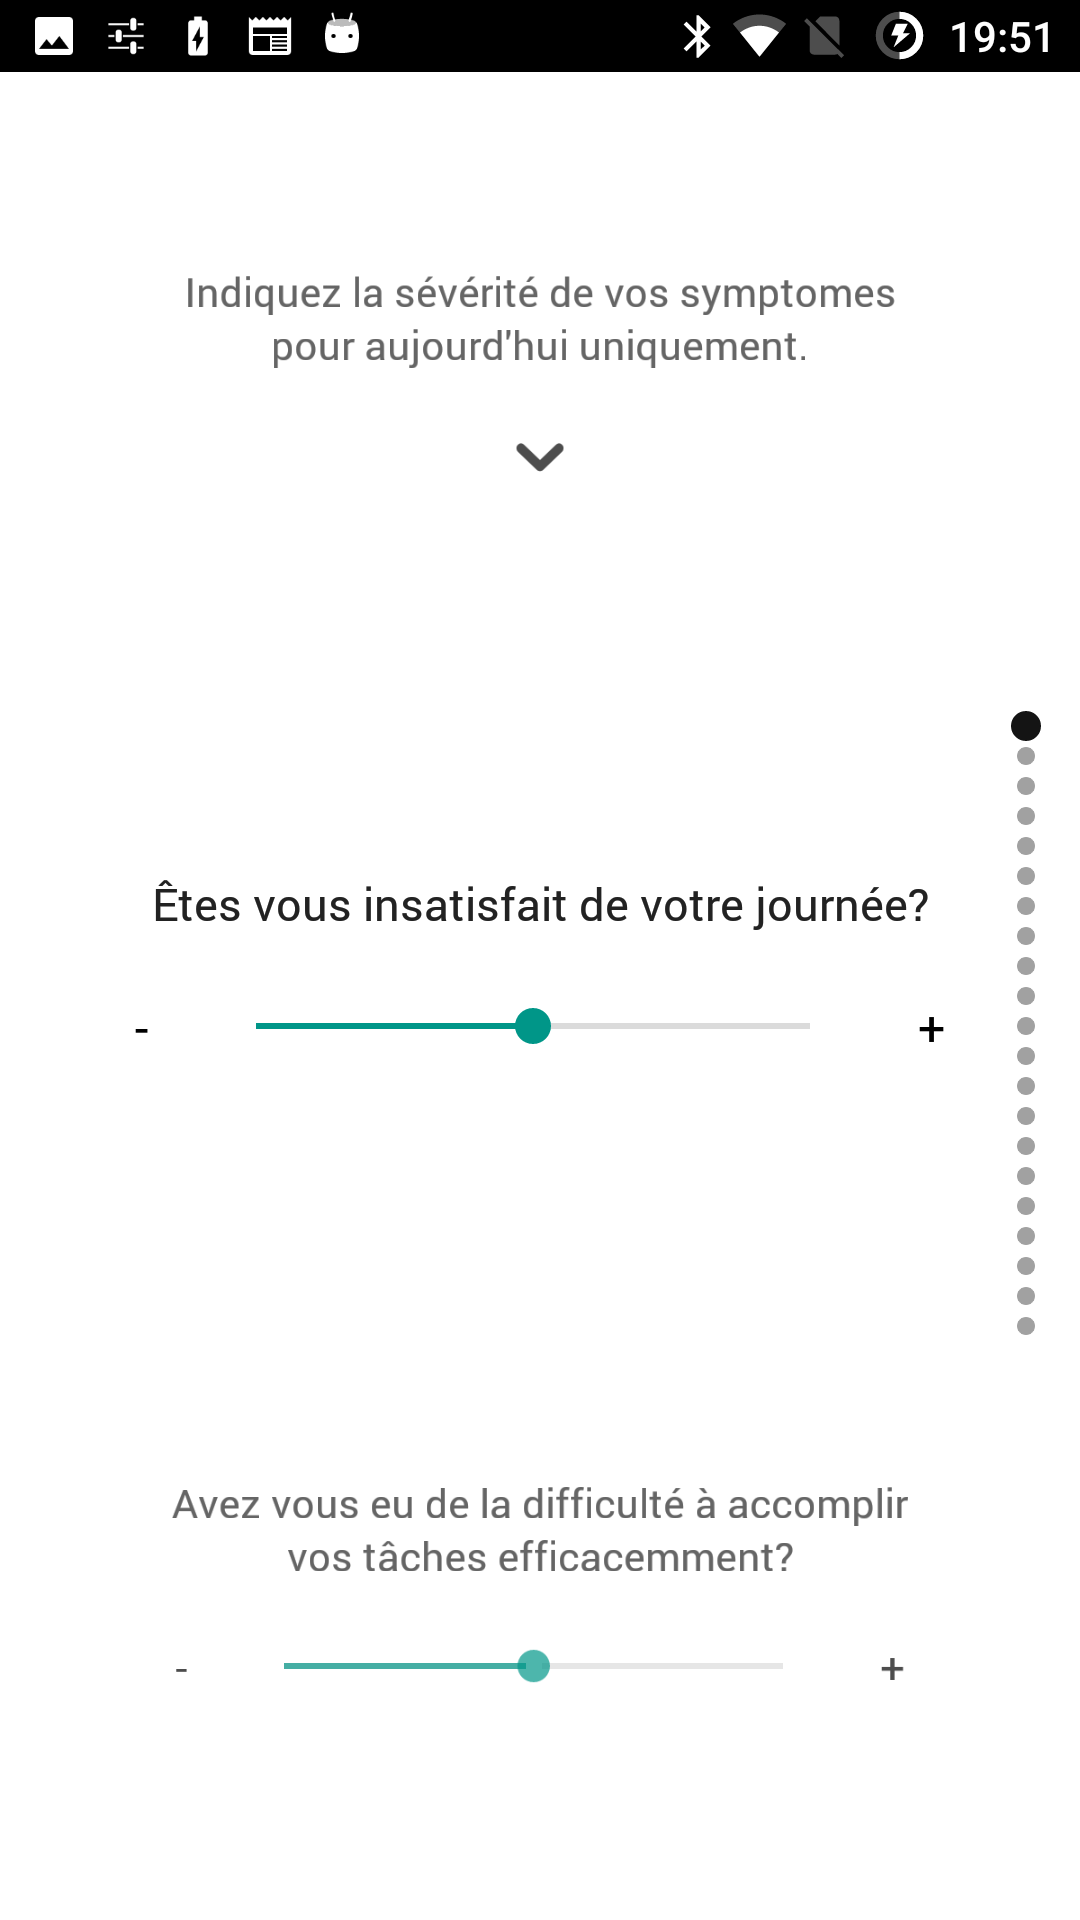 19:51
Indiquez la sévérité de vos symptomes
pour aujourd'hui uniquement.
Êtes vous insatisfait de votre journée?
- +
Avez vous eu de la difficulté à accomplir
vos tâches efficacemment?
- +